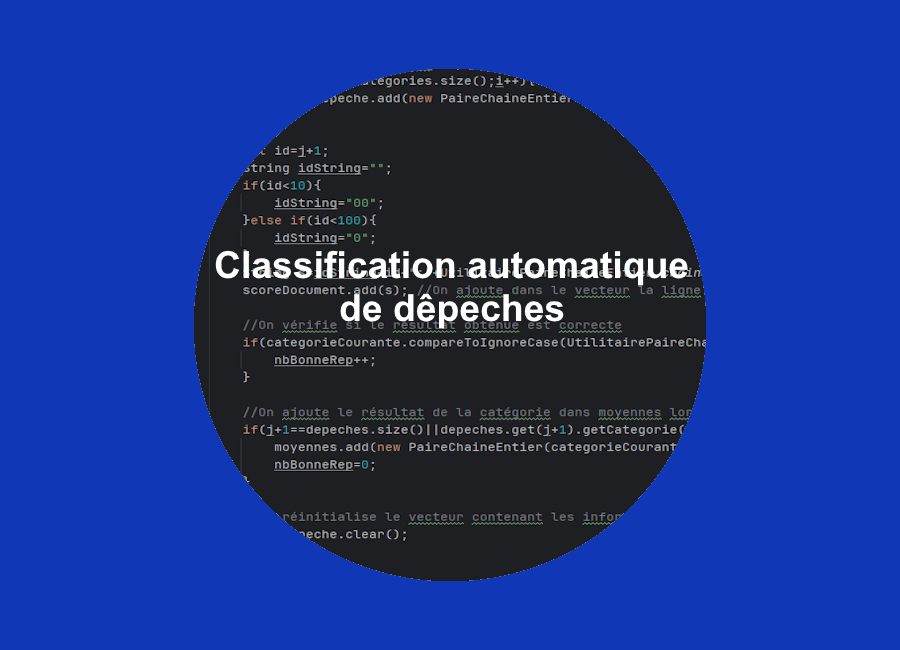 ategories.size();i++){
peche.add(new PaireChaineEntier
t id=j+1;
String idString="";
if(id<10){
idString="00";
}else if(id<100){
idString="0";
Classification automatique
scoreDocument.add(s); //On ajoute dans le vecteur la ligne
de dêpeches
//On vérifie si le résultat obtenue est correcte
if(categorieCourante.compareToIgnoreCase(UtilitairePaireCha
nbBonneRep++;
}
//On ajoute le résultat de la catégorie dans moyennes lor
if(j+1==depeches.size()||depeches.get(j+1).getCategorie(
moyennes.add(new PaireChaineEntier(categorieCourant
nbBonneRep=0;
}
réinitialise le vecteur contenant les infor
peche.clear();